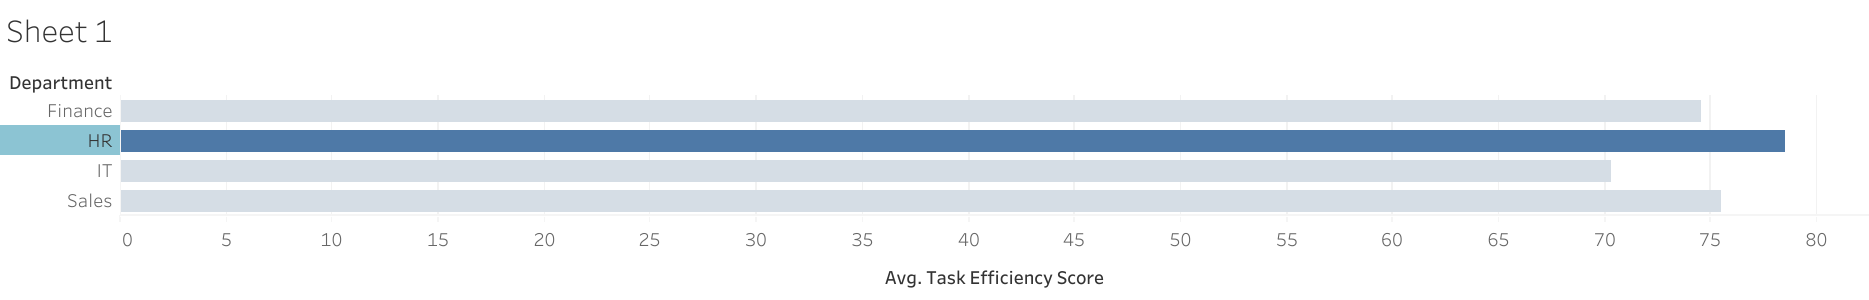 Sheet 1
Department
Finance
HR
IT
Sales
0 5 10 15 20 25 30 35 40 45 50 55 60 65 70 75 80
Avg. Task Efficiency Score